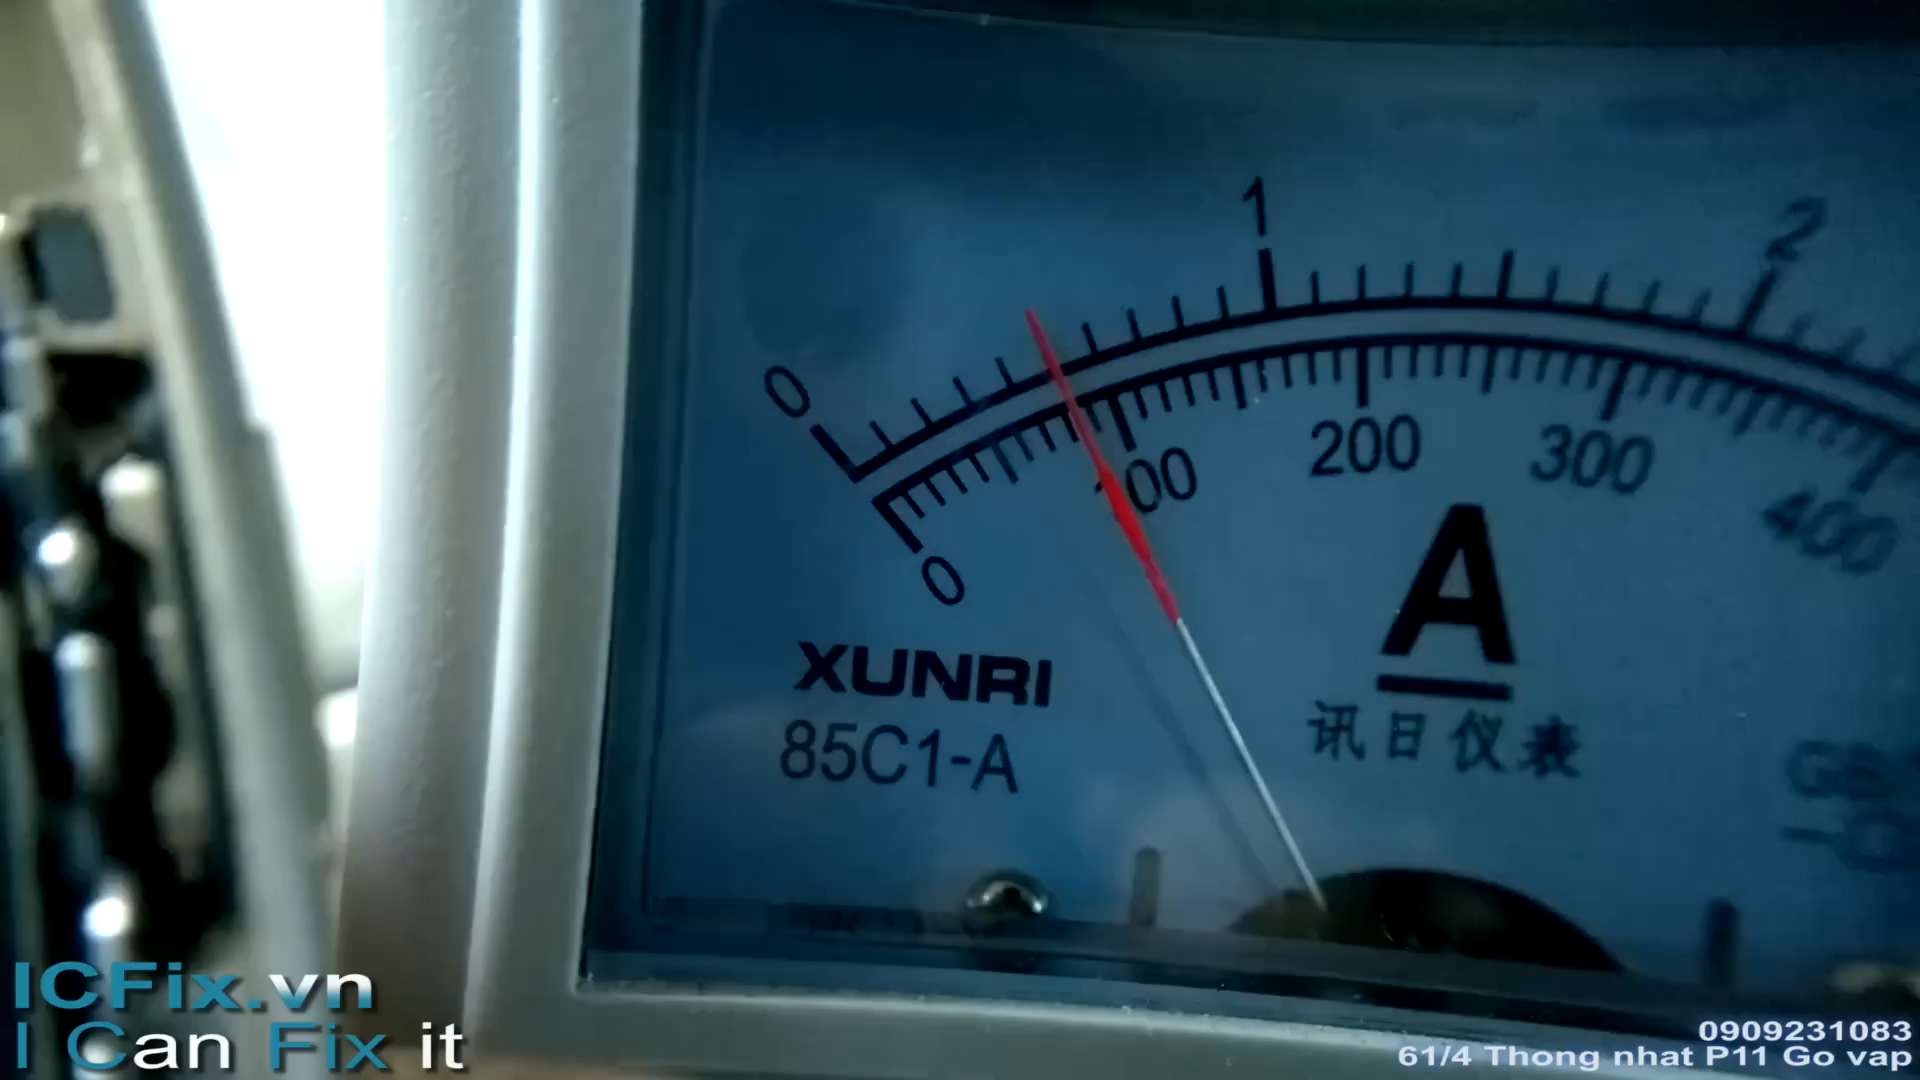 0 1 2
0 100 200 300 400
A
XUNRI
85C1-A
讯日仪表
ICFix.vn
I Can Fix it
0909231083
61/4 Thong nhat P11 Go vap